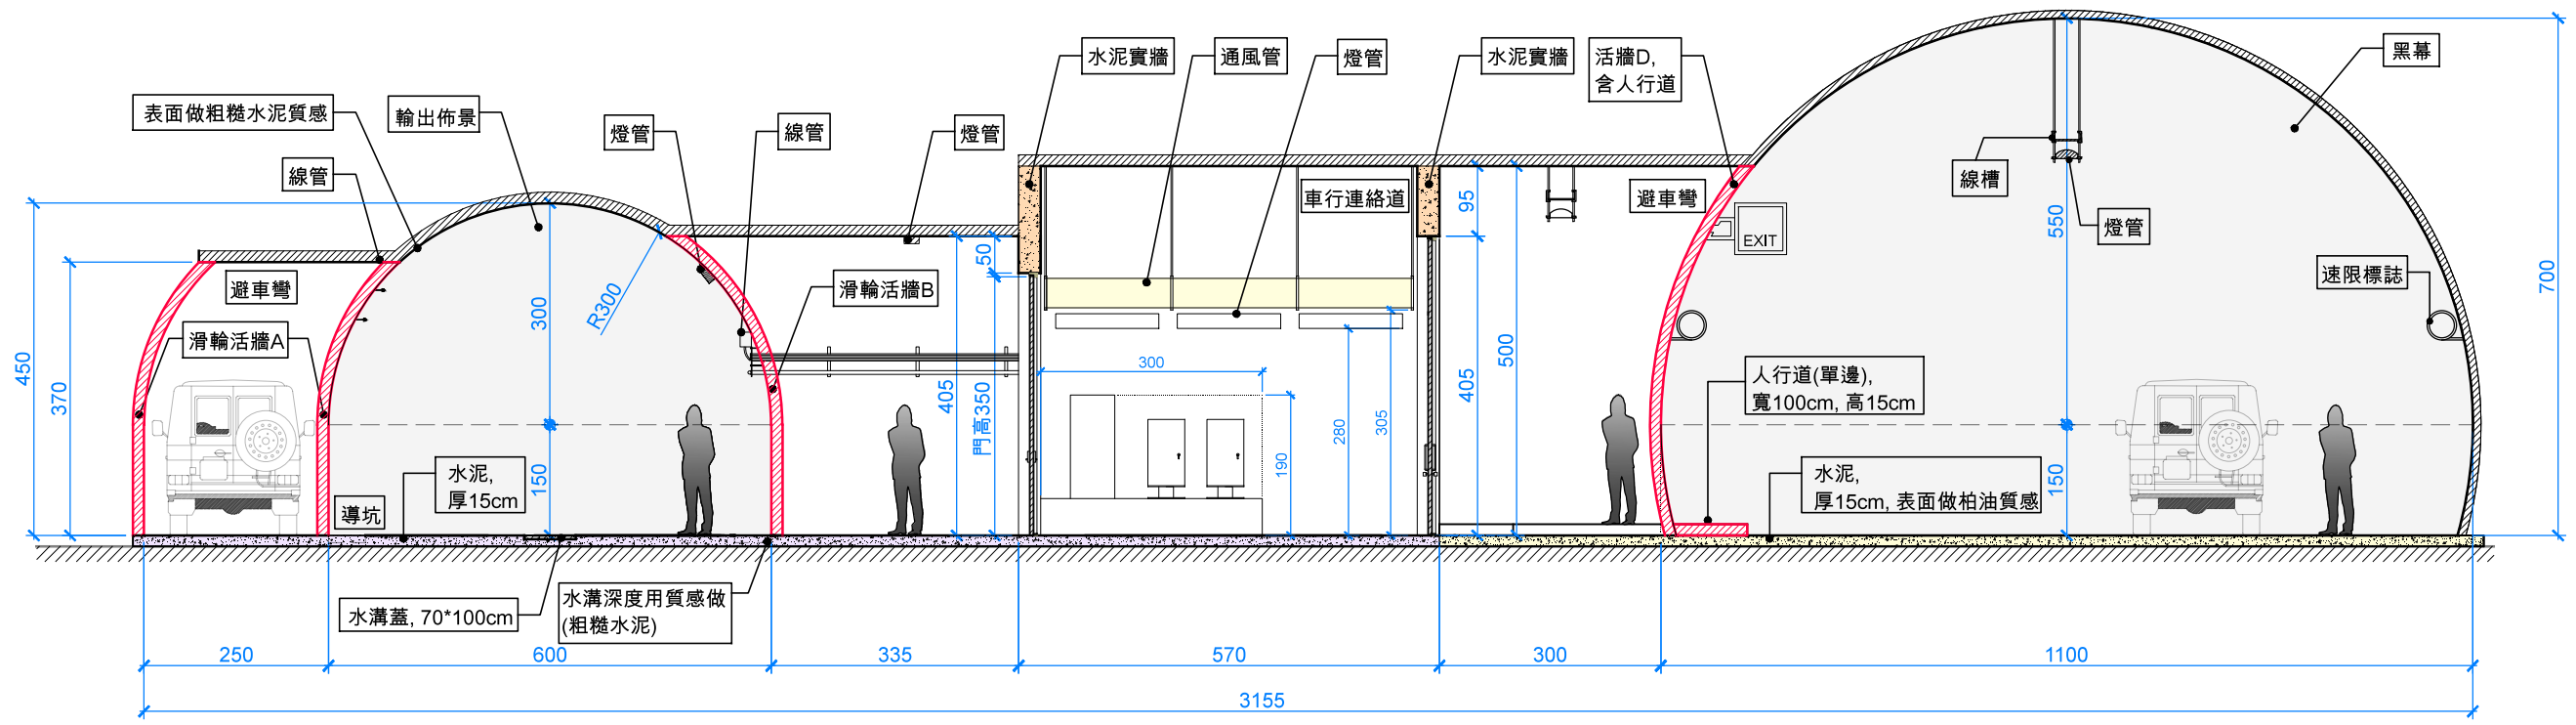 水泥實牆
通風管
燈管
水泥實牆
活牆D,
含人行道
黑幕
表面做粗糙水泥質感
輸出佈景
燈管
線管
燈管
線管
車行連絡道
避車彎
線槽
燈管
EXIT
避車彎
滑輪活牆B
速限標誌
滑輪活牆A
人行道(單邊),
寬100cm, 高15cm
導坑
水泥,
厚15cm
水泥,
厚15cm, 表面做柏油質感
水溝蓋, 70*100cm
水溝深度用質感做
(粗糙水泥)
450
370
300
150
R300
405
50
門高350
300
190
280
305
95
405
500
550
150
700
250
600
335
570
300
1100
3155